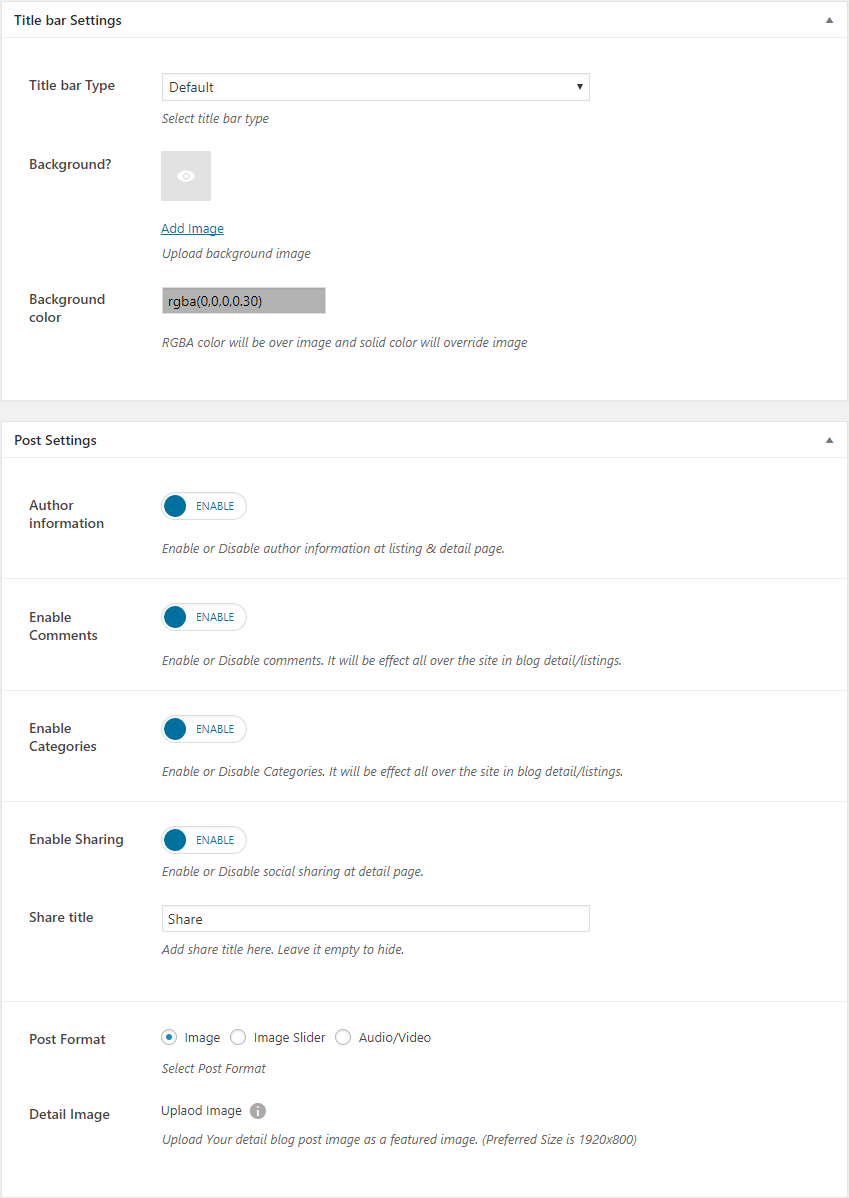 Title bar Settings
Title bar Type
Default
Select title bar type
Background?
Add Image
Upload background image
Background
color
rgba(0,0,0,0.30)
RGBA color will be over image and solid color will override image
Post Settings
Author
information
ENABLE
Enable or Disable author information at listing & detail page.
Enable
Comments
ENABLE
Enable or Disable comments. It will be effect all over the site in blog detail/listings.
Enable
Categories
ENABLE
Enable or Disable Categories. It will be effect all over the site in blog detail/listings.
Enable Sharing
ENABLE
Enable or Disable social sharing at detail page.
Share title
Share
Add share title here. Leave it empty to hide.
Post Format
Image Image Slider Audio/Video
Select Post Format
Detail Image
Uplaod Image
Upload Your detail blog post image as a featured image. (Preferred Size is 1920x800)